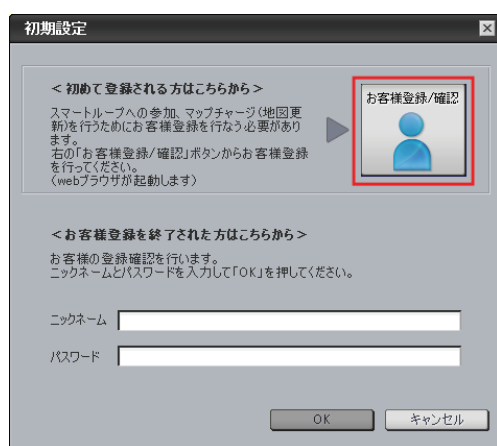 初期設定
＜初めて登録される方はこちらから＞
スマートループへの参加、マップチャージ（地図更
新）を行うためにお客様登録を行なう必要があり
ます。
右の「お客様登録/確認」ボタンからお客様登録
を行ってください。
（webブラウザが起動します）
お客様登録/確認
＜お客様登録を終了された方はこちらから＞
お客様の登録確認を行います。
ニックネームとパスワードを入力して「OK」を押してください。
ニックネーム
パスワード
OK
キャンセル